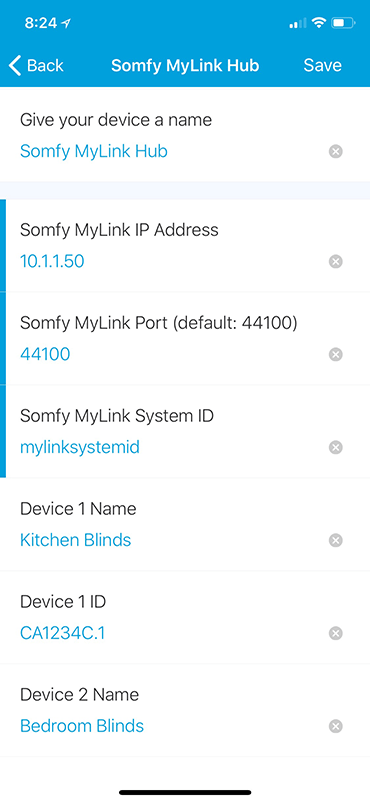 8:24
Back
Somfy MyLink Hub
Save
Give your device a name
Somfy MyLink Hub
Somfy MyLink IP Address
10.1.1.50
Somfy MyLink Port (default: 44100)
44100
Somfy MyLink System ID
mylinksystemid
Device 1 Name
Kitchen Blinds
Device 1 ID
CA1234C.1
Device 2 Name
Bedroom Blinds